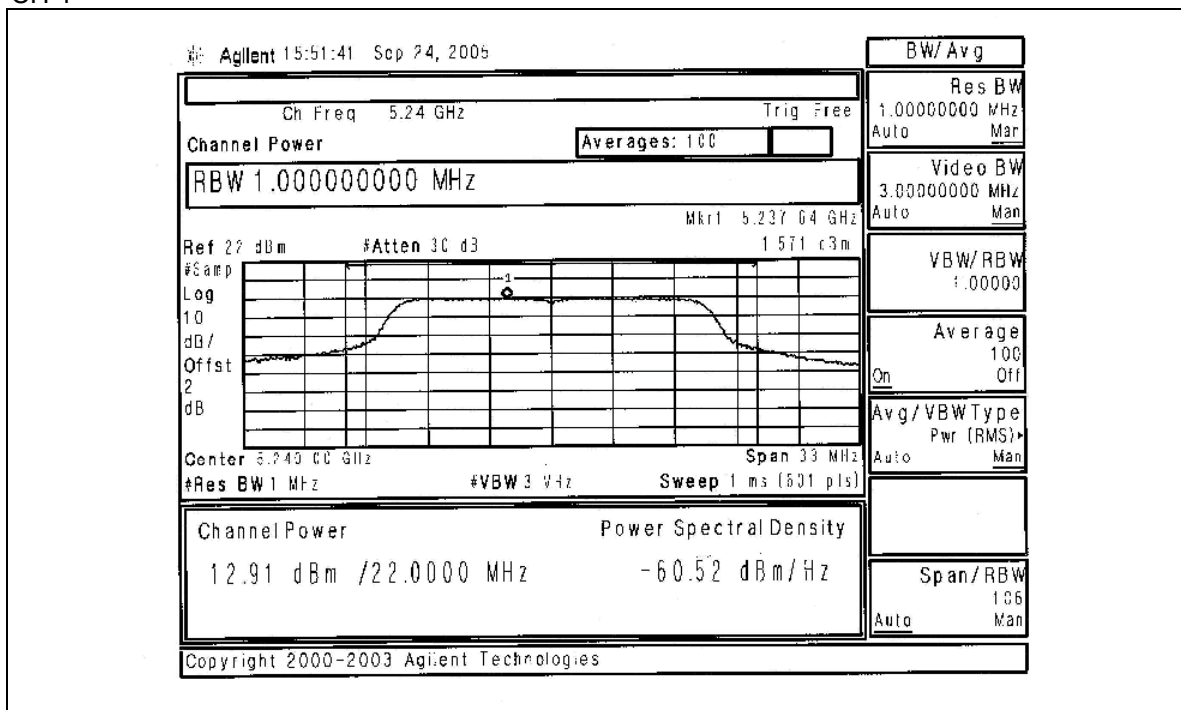 Agilent 15:51:41 Sep 24, 2005
BW/Avg
Ch Freq 5.24 GHz Trig Free
Channel Power
Averages: 100
RBW 1.000000000 MHz
Mkr1 5.237 64 GHz
Ref 22 dBm #Atten 30 dB 1.571 dBm
#Samp
Log
10
dB/
Offst
2
dB
1
Center 5.240 00 GHz Span 33 MHz
#Res BW 1 MHz #VBW 3 MHz Sweep 1 ms (601 pts)
Channel Power Power Spectral Density
12.91 dBm /22.0000 MHz -60.52 dBm/Hz
Copyright 2000-2003 Agilent Technologies
Res BW
1.00000000 MHz
Auto Man
Video BW
3.00000000 MHz
Auto Man
VBW/RBW
1.00000
Average
100
On Off
Avg/VBW Type
Pwr (RMS)
Auto Man
Span/RBW
106
Auto Man